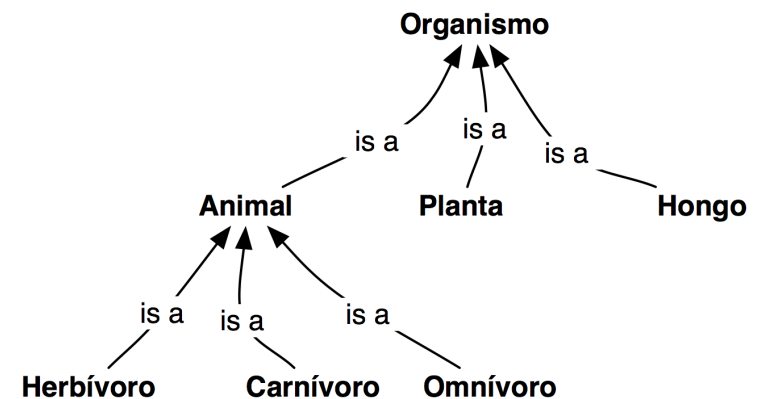 Organismo
is a
is a
is a
Animal
Planta
Hongo
is a
is a
is a
Herbívoro
Carnívoro
Omnívoro